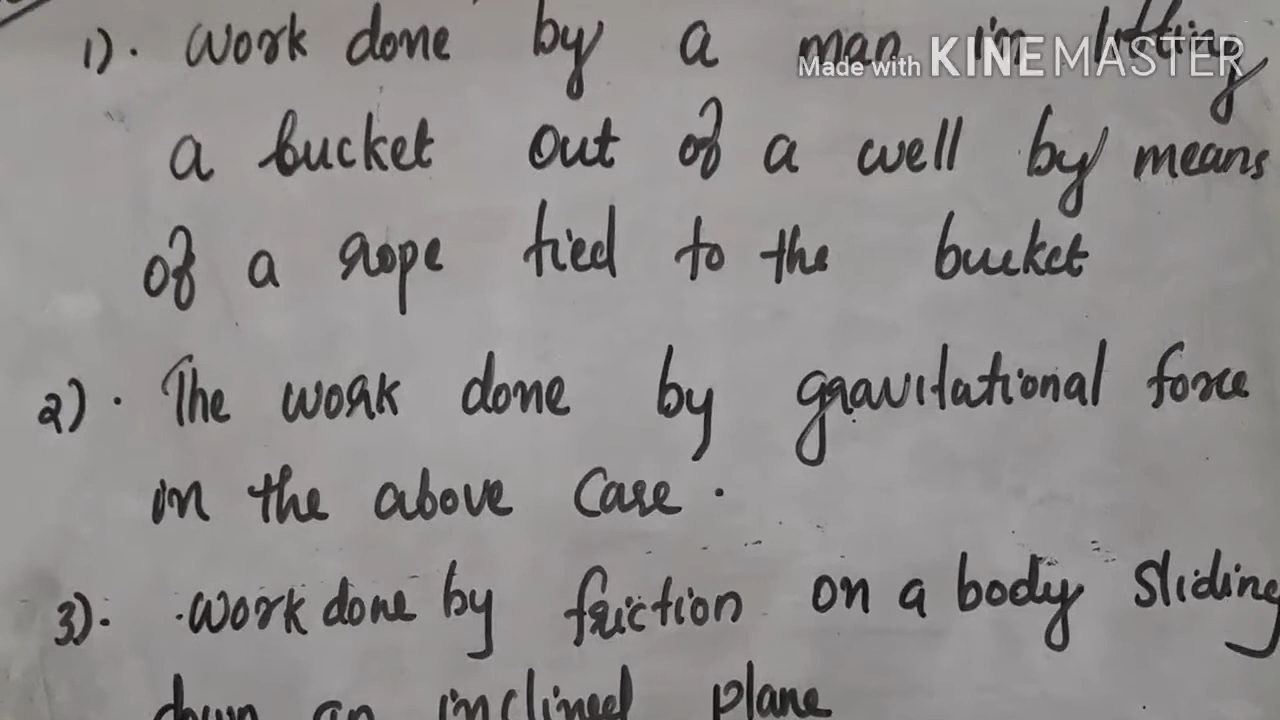 1). Work done by a man in lifting
Made with KINEMASTER
a bucket out of a well by means
of a rope tied to the bucket
2). The work done by gravitational force
in the above case.
3). Work done by friction on a body sliding
down an inclined plane